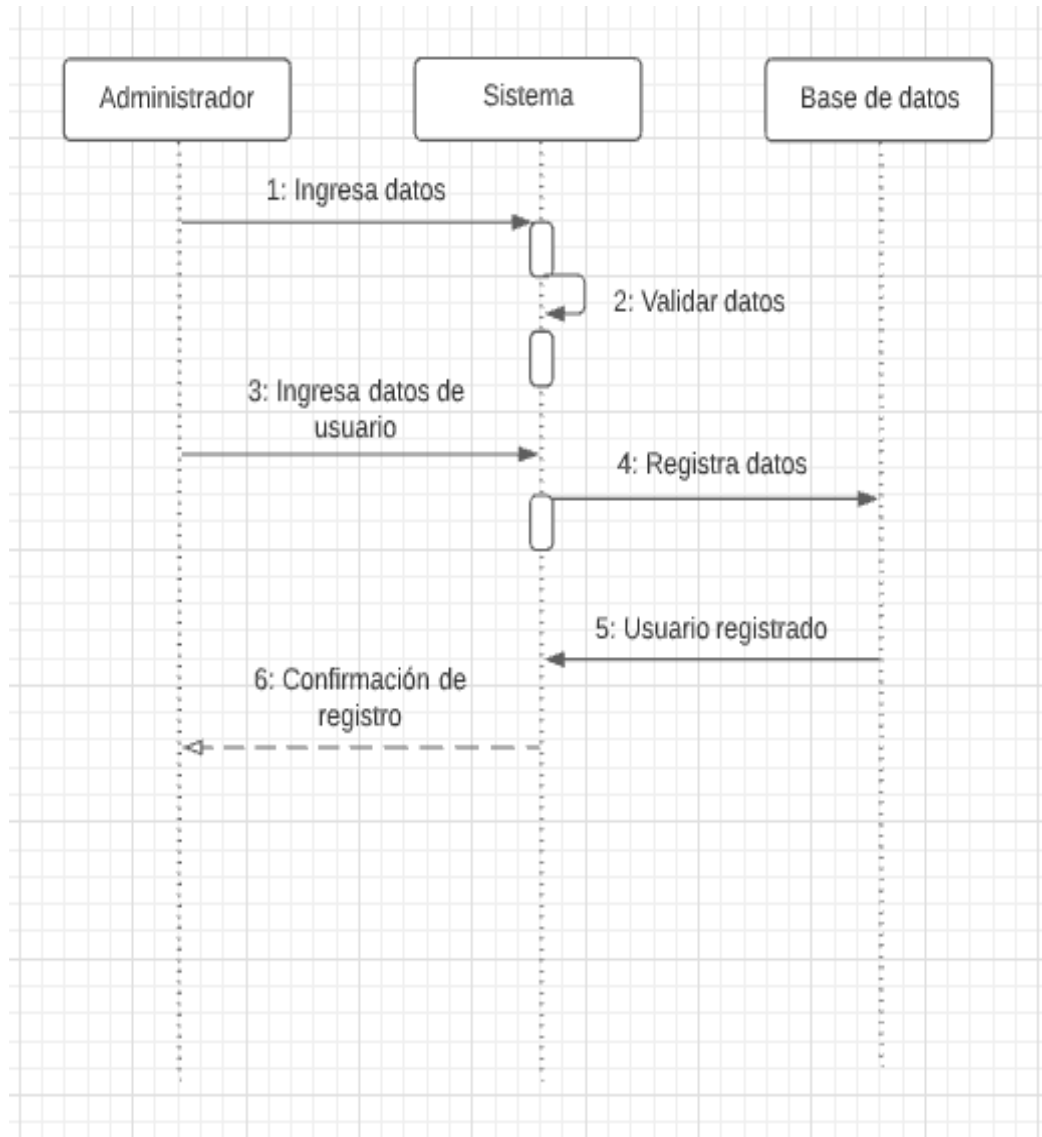 Administrador
Sistema
Base de datos
1: Ingresa datos
2: Validar datos
3: Ingresa datos de
usuario
4: Registra datos
5: Usuario registrado
6: Confirmación de
registro